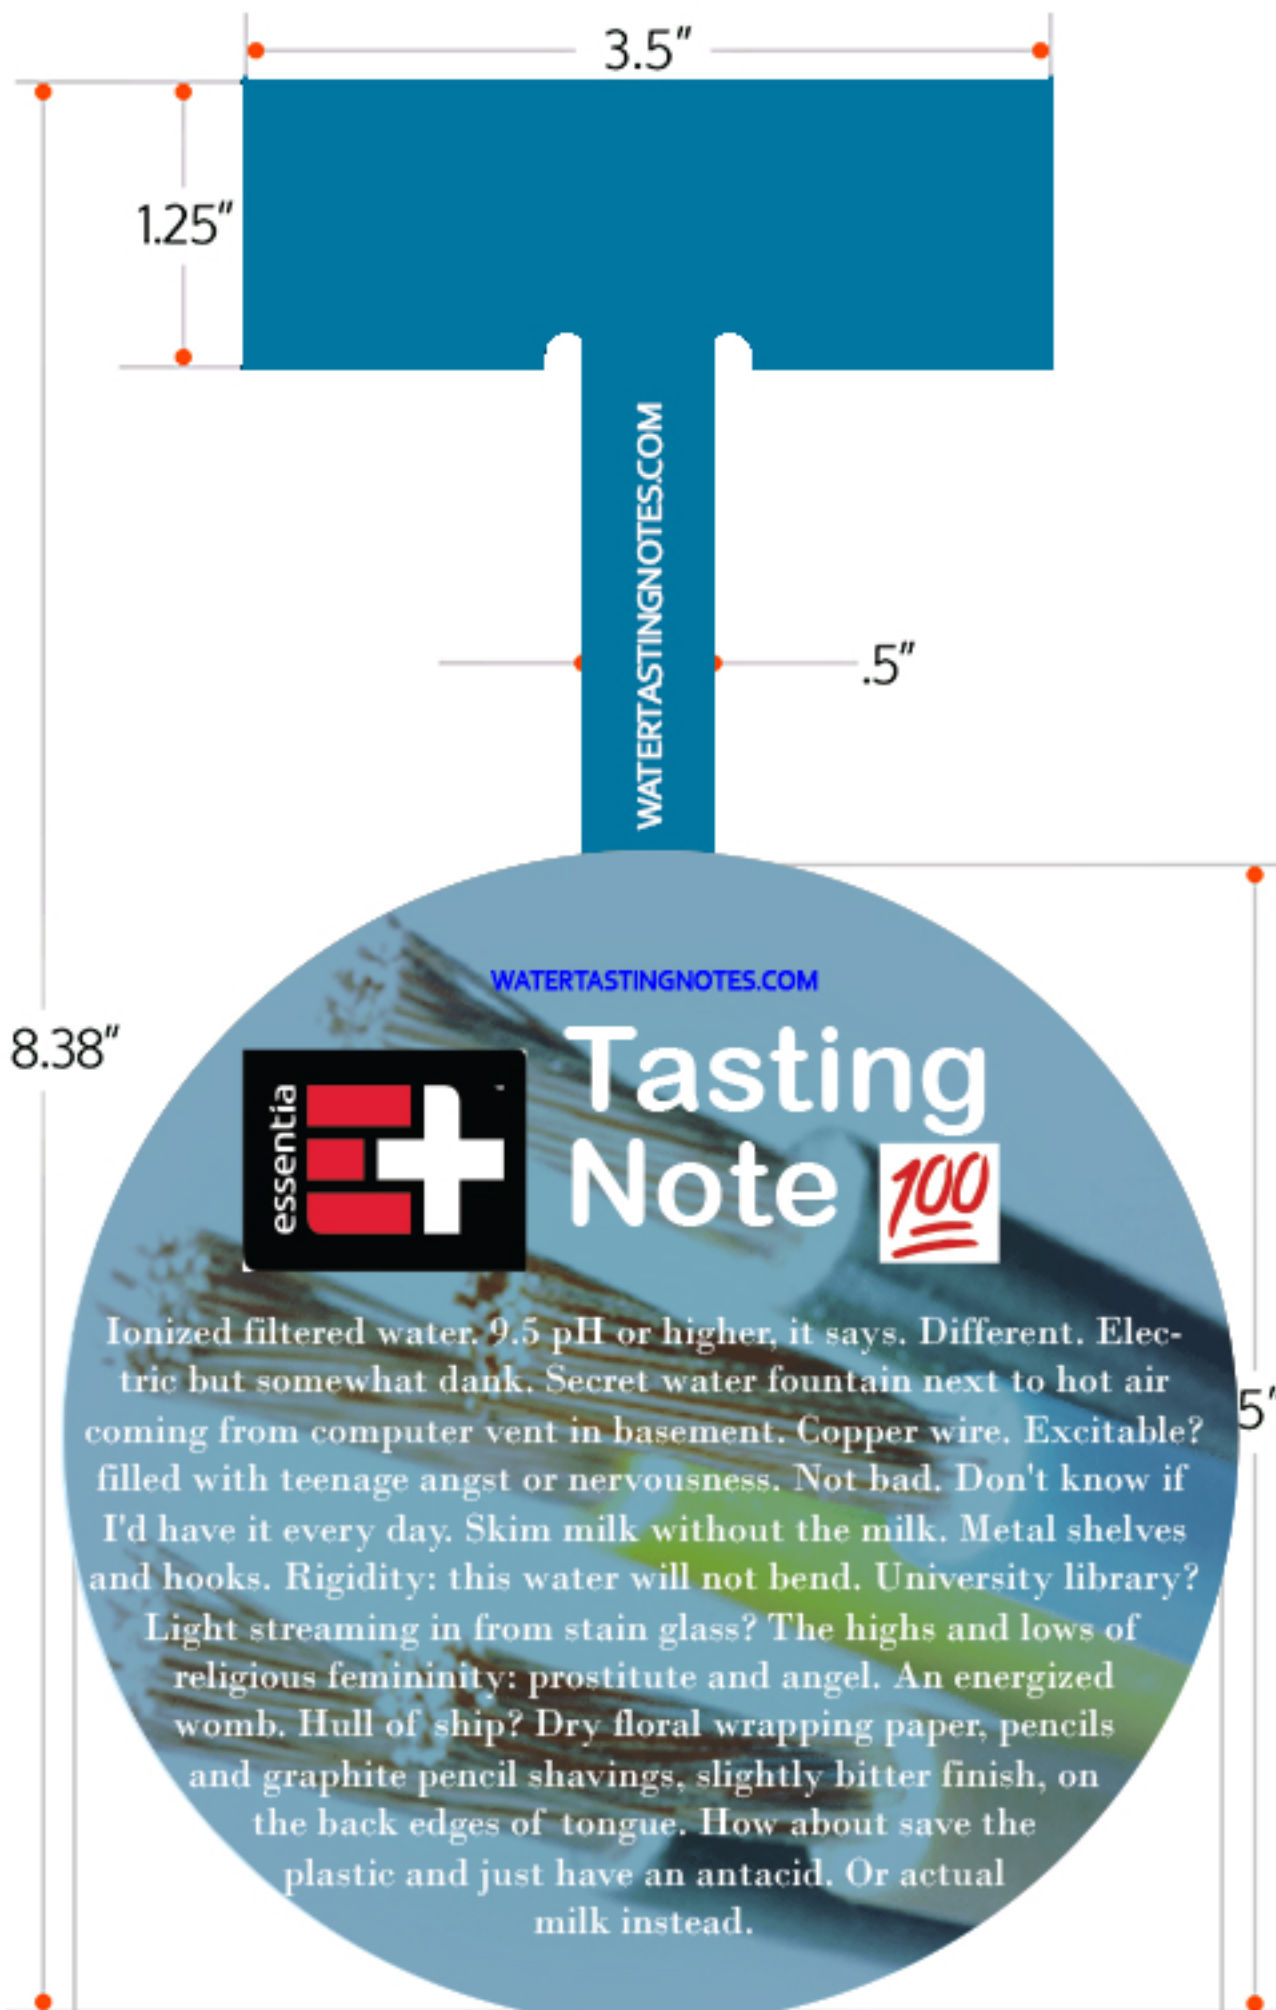 3.5"
1.25"
WATERTASTINGNOTES.COM
.5"
8.38"
WATERTASTINGNOTES.COM
essentia
Tasting
Note 100
Ionized filtered water. 9.5 pH or higher, it says. Different. Elec-
tric but somewhat dank. Secret water fountain next to hot air
coming from computer vent in basement. Copper wire. Excitable?
filled with teenage angst or nervousness. Not bad. Don't know if
I'd have it every day. Skim milk without the milk. Metal shelves
and hooks. Rigidity: this water will not bend. University library?
Light streaming in from stain glass? The highs and lows of
religious femininity: prostitute and angel. An energized
womb. Hull of ship? Dry floral wrapping paper, pencils
and graphite pencil shavings, slightly bitter finish, on
the back edges of tongue. How about save the
plastic and just have an antacid. Or actual
milk instead.
5"